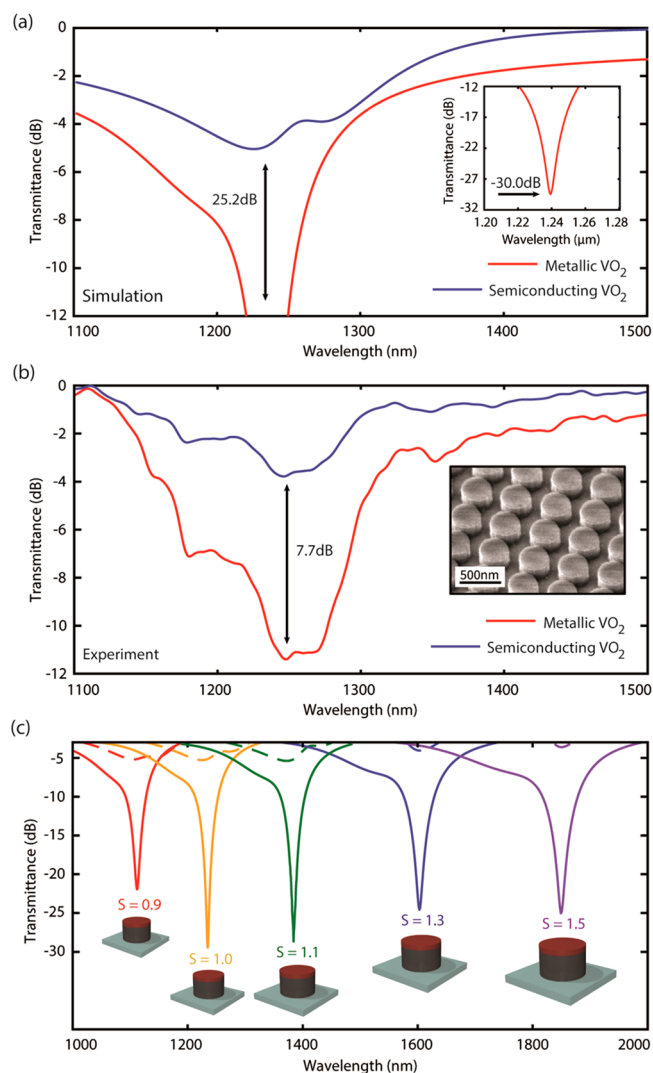 (a)
0
-2
-4
-6
-8
-10
-12
Transmittance (dB)
25.2dB
Simulation
-12
-17
-22
-27
-32
Transmittance (dB)
-30.0dB
1.20 1.22 1.24 1.26 1.28
Wavelength (μm)
Metallic VO2
Semiconducting VO2
1100 1200 1300 1400 1500
Wavelength (nm)
(b)
0
-2
-4
-6
-8
-10
-12
Transmittance (dB)
7.7dB
500nm
Experiment
Metallic VO2
Semiconducting VO2
1100 1200 1300 1400 1500
Wavelength (nm)
(c)
-5
-10
-15
-20
-25
-30
Transmittance (dB)
S = 0.9
S = 1.0
S = 1.1
S = 1.3
S = 1.5
1000 1200 1400 1600 1800 2000
Wavelength (nm)